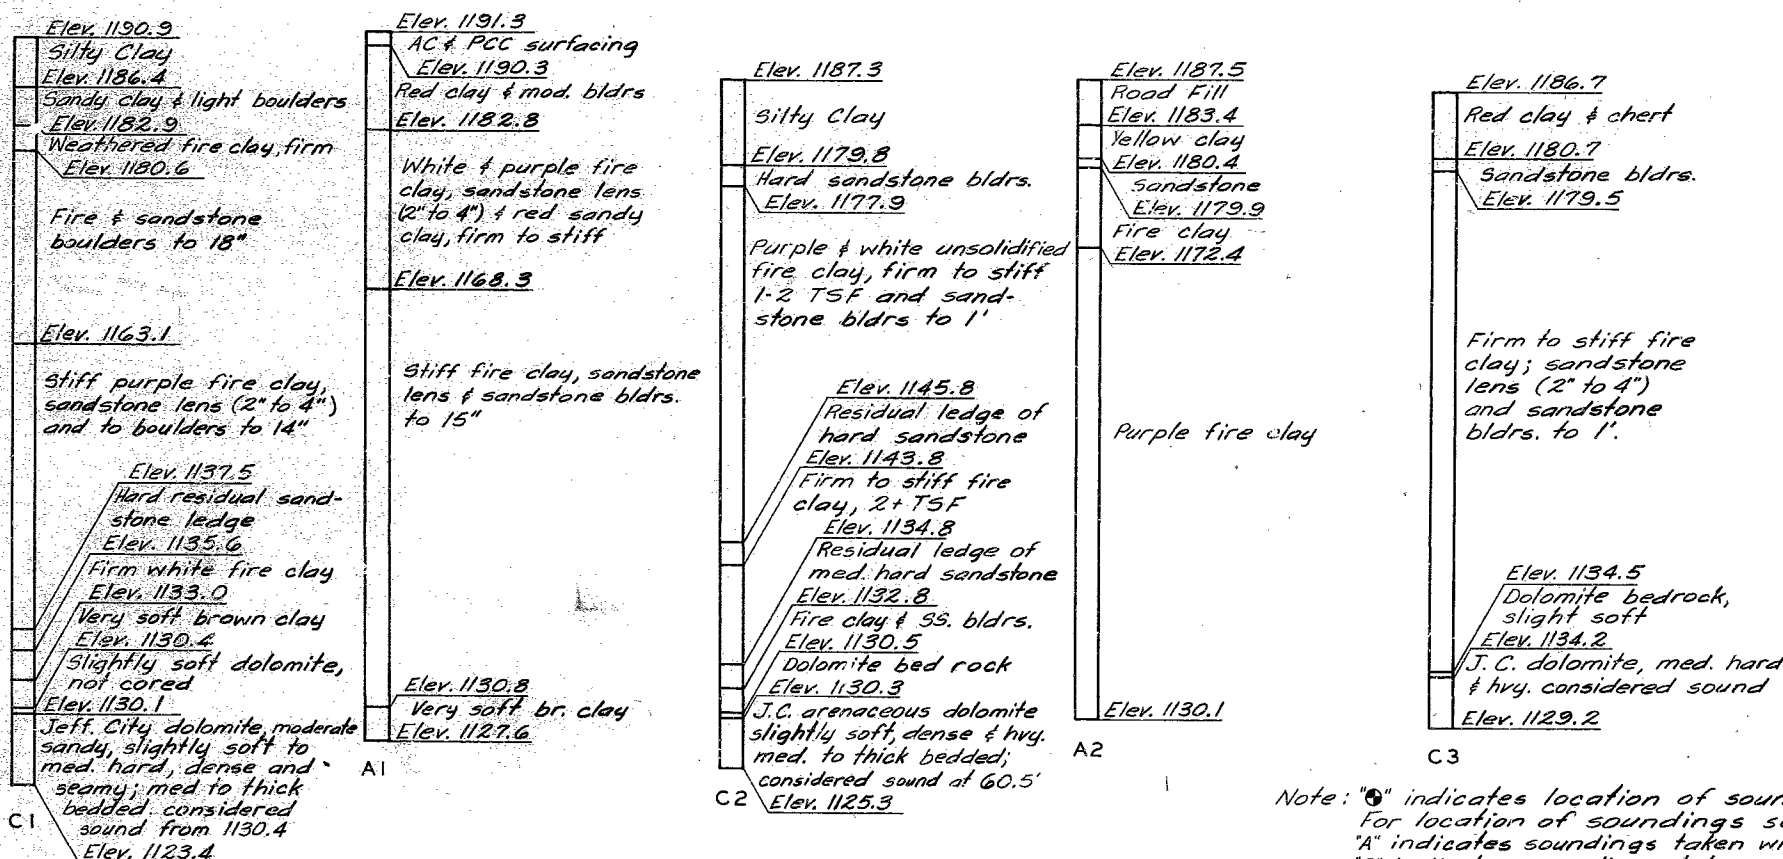 Elev. 1190.9
Silty Clay
Elev. 1186.4
Sandy clay & light boulders
Elev. 1182.9
Weathered fire clay, firm
Elev. 1180.6
Fire & sandstone
boulders to 18"
Elev. 1163.1
Stiff purple fire clay,
sandstone lens (2" to 4")
and to boulders to 14"
Elev. 1137.5
Hard residual sand-
stone ledge
Elev. 1135.6
Firm white fire clay
Elev. 1133.0
Very soft brown clay
Elev. 1130.4
Slightly soft dolomite,
not cored
Elev. 1130.1
Jeff. City dolomite, moderate
sandy, slightly soft to
med. hard, dense and
seamy; med to thick
bedded considered
sound from 1130.4
Elev. 1123.4
C1
Elev. 1191.3
AC & PCC surfacing
Elev. 1190.3
Red clay & mod. bldrs
Elev. 1182.8
White & purple fire
clay, sandstone lens
(2" to 4") & red sandy
clay, firm to stiff
Elev. 1168.3
Stiff fire clay, sandstone
lens & sandstone bldrs.
to 15"
Elev. 1130.8
Very soft br. clay
Elev. 1127.6
A1
Elev. 1187.3
Silty Clay
Elev. 1179.8
Hard sandstone bldrs.
Elev. 1177.9
Purple & white unsolidified
fire clay, firm to stiff
1-2 TSF and sand-
stone bldrs to 1'
Elev. 1145.8
Residual ledge of
hard sandstone
Elev. 1143.8
Firm to stiff fire
clay, 2+ TSF
Elev. 1134.8
Residual ledge of
med. hard sandstone
Elev. 1132.8
Fire clay & SS. bldrs.
Elev. 1130.5
Dolomite bed rock
Elev. 1130.3
J.C. arenaceous dolomite
slightly soft, dense & hvy.
med. to thick bedded;
considered sound at 60.5'
Elev. 1125.3
C2
Elev. 1187.5
Road Fill
Elev. 1183.4
Yellow clay
Elev. 1180.4
Sandstone
Elev. 1179.9
Fire clay
Elev. 1172.4
Purple fire clay
Elev. 1130.1
A2
Elev. 1186.7
Red clay & chert
Elev. 1180.7
Sandstone bldrs.
Elev. 1179.5
Firm to stiff fire
clay; sandstone
lens (2" to 4")
and sandstone
bldrs. to 1'.
Elev. 1134.5
Dolomite bedrock,
slight soft
Elev. 1134.2
J. C. dolomite, med. hard
& hvy. considered sound
Elev. 1129.2
C3
Note: " " indicates location of
For location of soundings
"A" indicates soundings taken